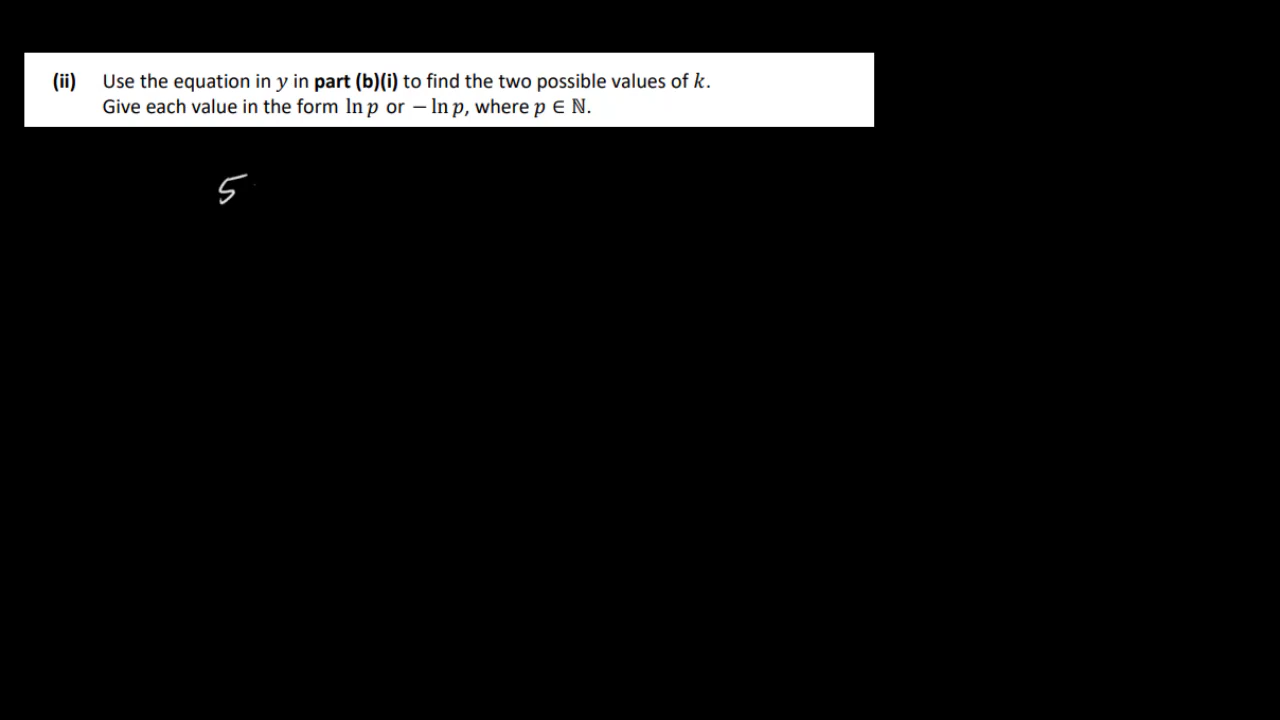 (ii) Use the equation in y in part (b)(i) to find the two possible values of k.
Give each value in the form ln p or − ln p, where p ∈ ℕ.
5